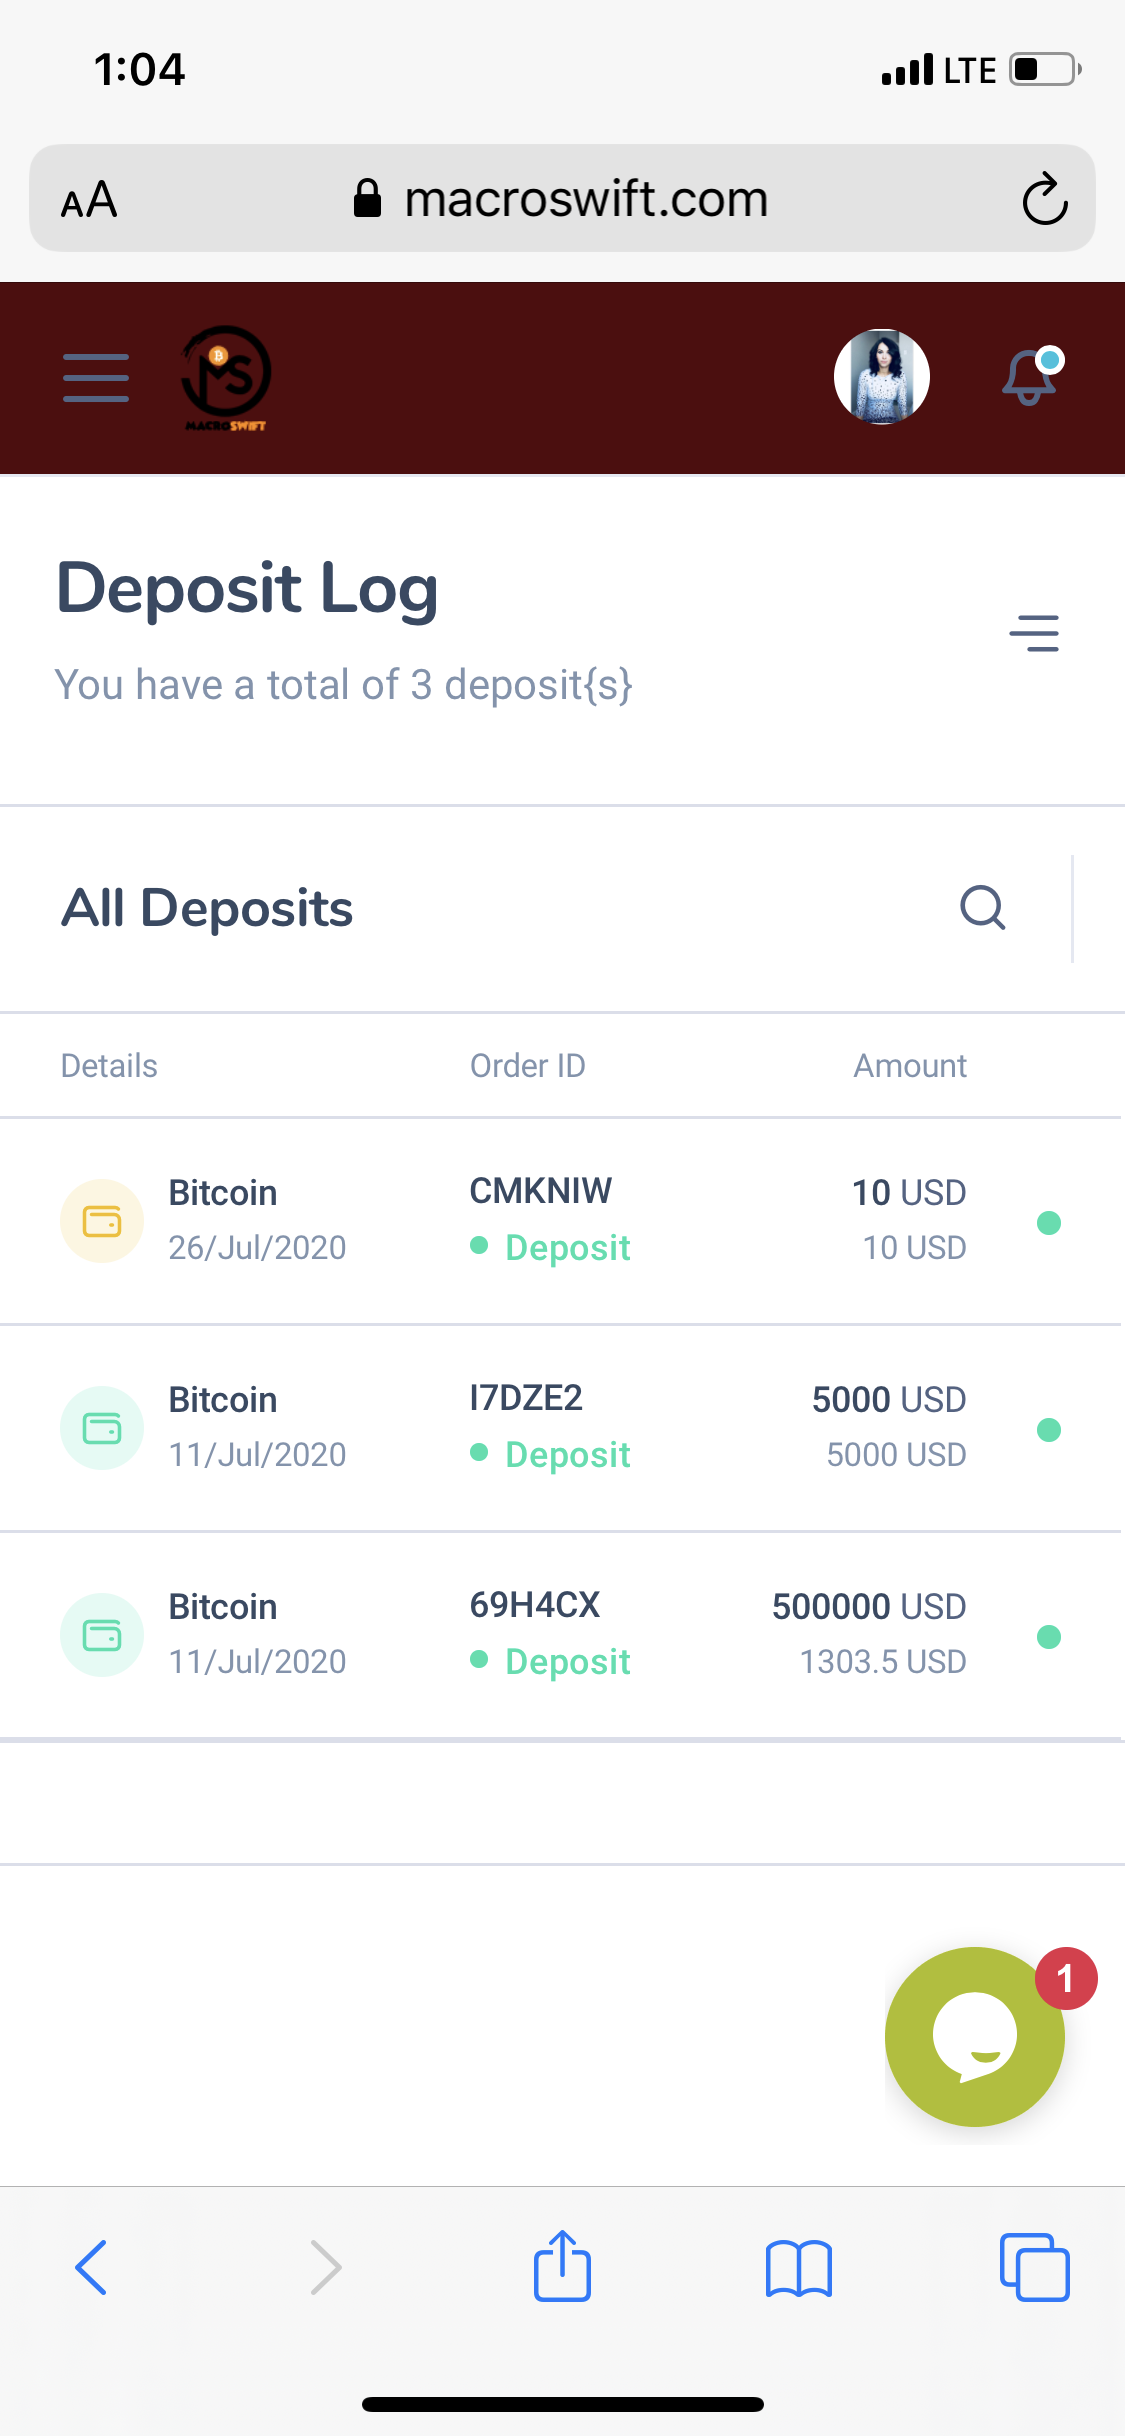 1:04
LTE
AA
macroswift.com
MS
MACROSWIFT
Deposit Log
You have a total of 3 deposit{s}
All Deposits
Details Order ID Amount
Bitcoin CMKNIW 10 USD
26/Jul/2020 Deposit 10 USD
Bitcoin I7DZE2 5000 USD
11/Jul/2020 Deposit 5000 USD
Bitcoin 69H4CX 500000 USD
11/Jul/2020 Deposit 1303.5 USD
1